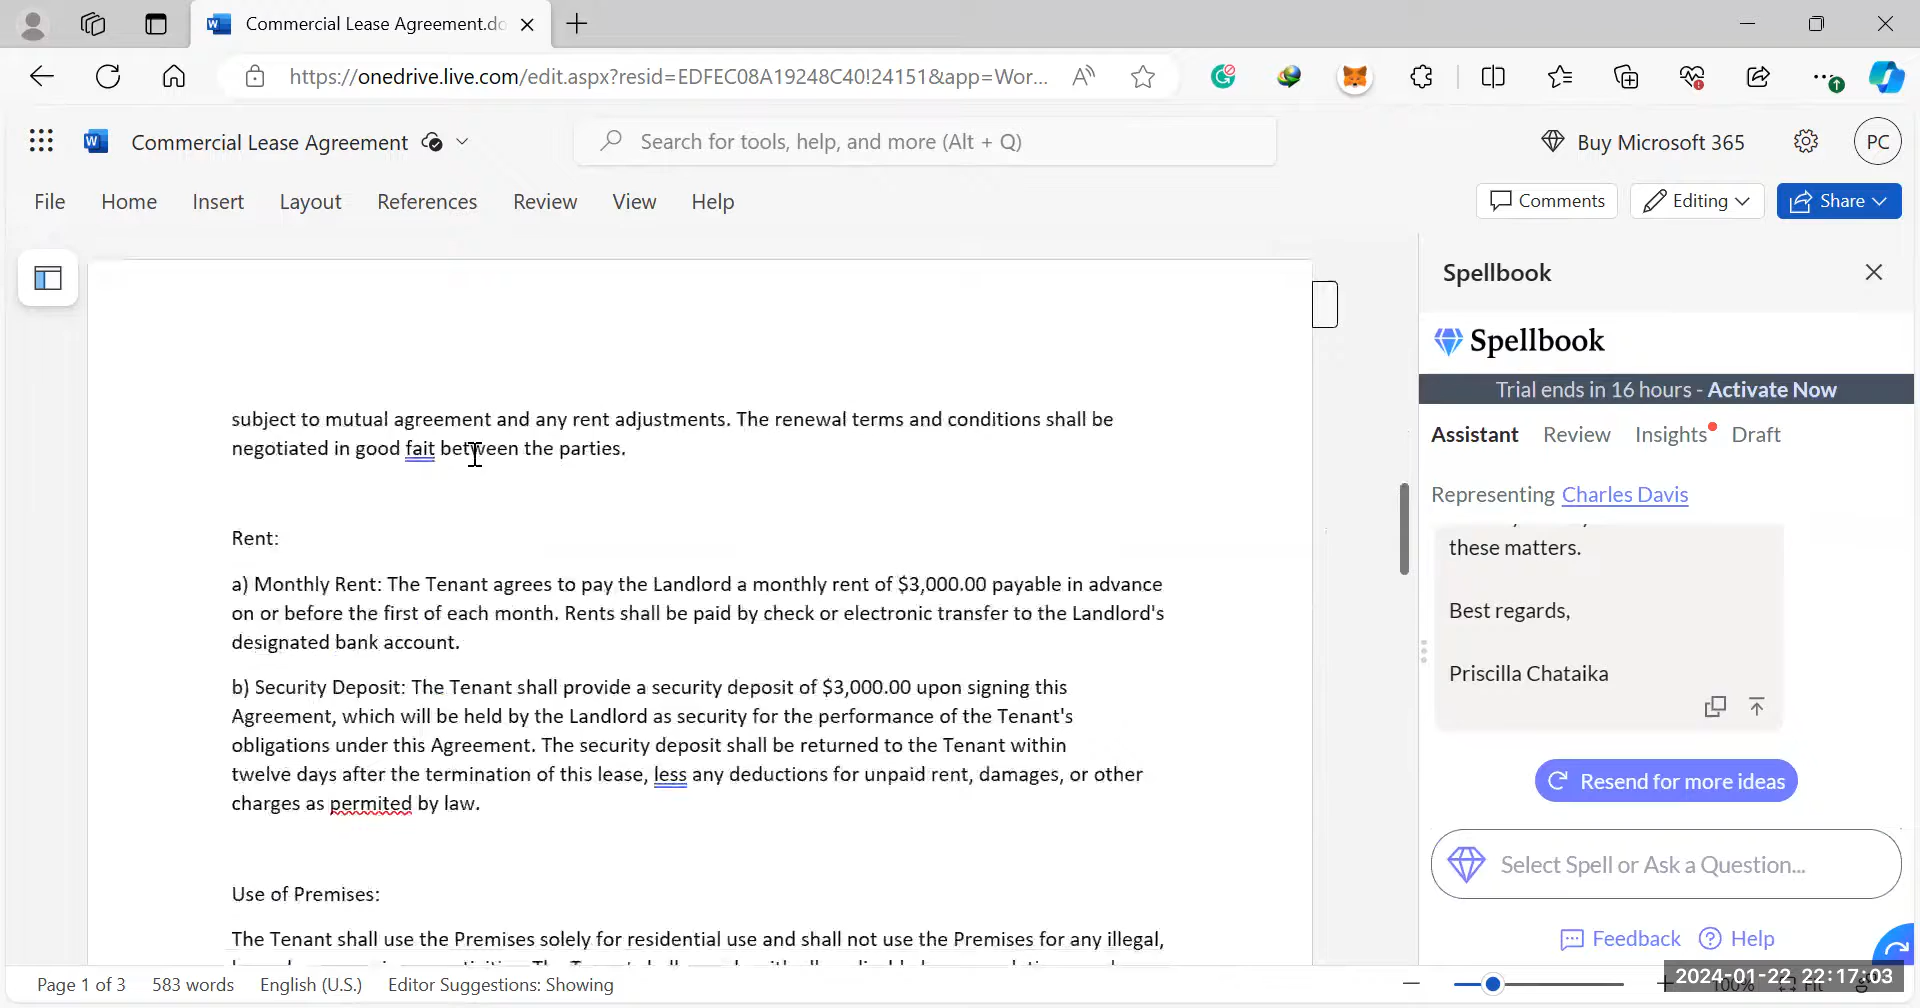 Commercial Lease Agreement.do
https://onedrive.live.com/edit.aspx?resid=EDFEC08A19248C40!24151&app=Wor...
Commercial Lease Agreement
Search for tools, help, and more (Alt + Q)
Buy Microsoft 365
PC
File Home Insert Layout References Review View Help
Comments
Editing
Share
Spellbook
Spellbook
Trial ends in 16 hours - Activate Now
Assistant Review Insights Draft
Representing Charles Davis
these matters.
Best regards,
Priscilla Chataika
Resend for more ideas
Select Spell or Ask a Question...
Feedback
Help
subject to mutual agreement and any rent adjustments. The renewal terms and conditions shall be
negotiated in good fait between the parties.
Rent:
a) Monthly Rent: The Tenant agrees to pay the Landlord a monthly rent of $3,000.00 payable in advance
on or before the first of each month. Rents shall be paid by check or electronic transfer to the Landlord's
designated bank account.
b) Security Deposit: The Tenant shall provide a security deposit of $3,000.00 upon signing this
Agreement, which will be held by the Landlord as security for the performance of the Tenant's
obligations under this Agreement. The security deposit shall be returned to the Tenant within
twelve days after the termination of this lease, less any deductions for unpaid rent, damages, or other
charges as permited by law.
Use of Premises:
The Tenant shall use the Premises solely for residential use and shall not use the Premises for any illegal,
Page 1 of 3 583 words English (U.S.) Editor Suggestions: Showing
100%
2024-01-22, 22:17:03